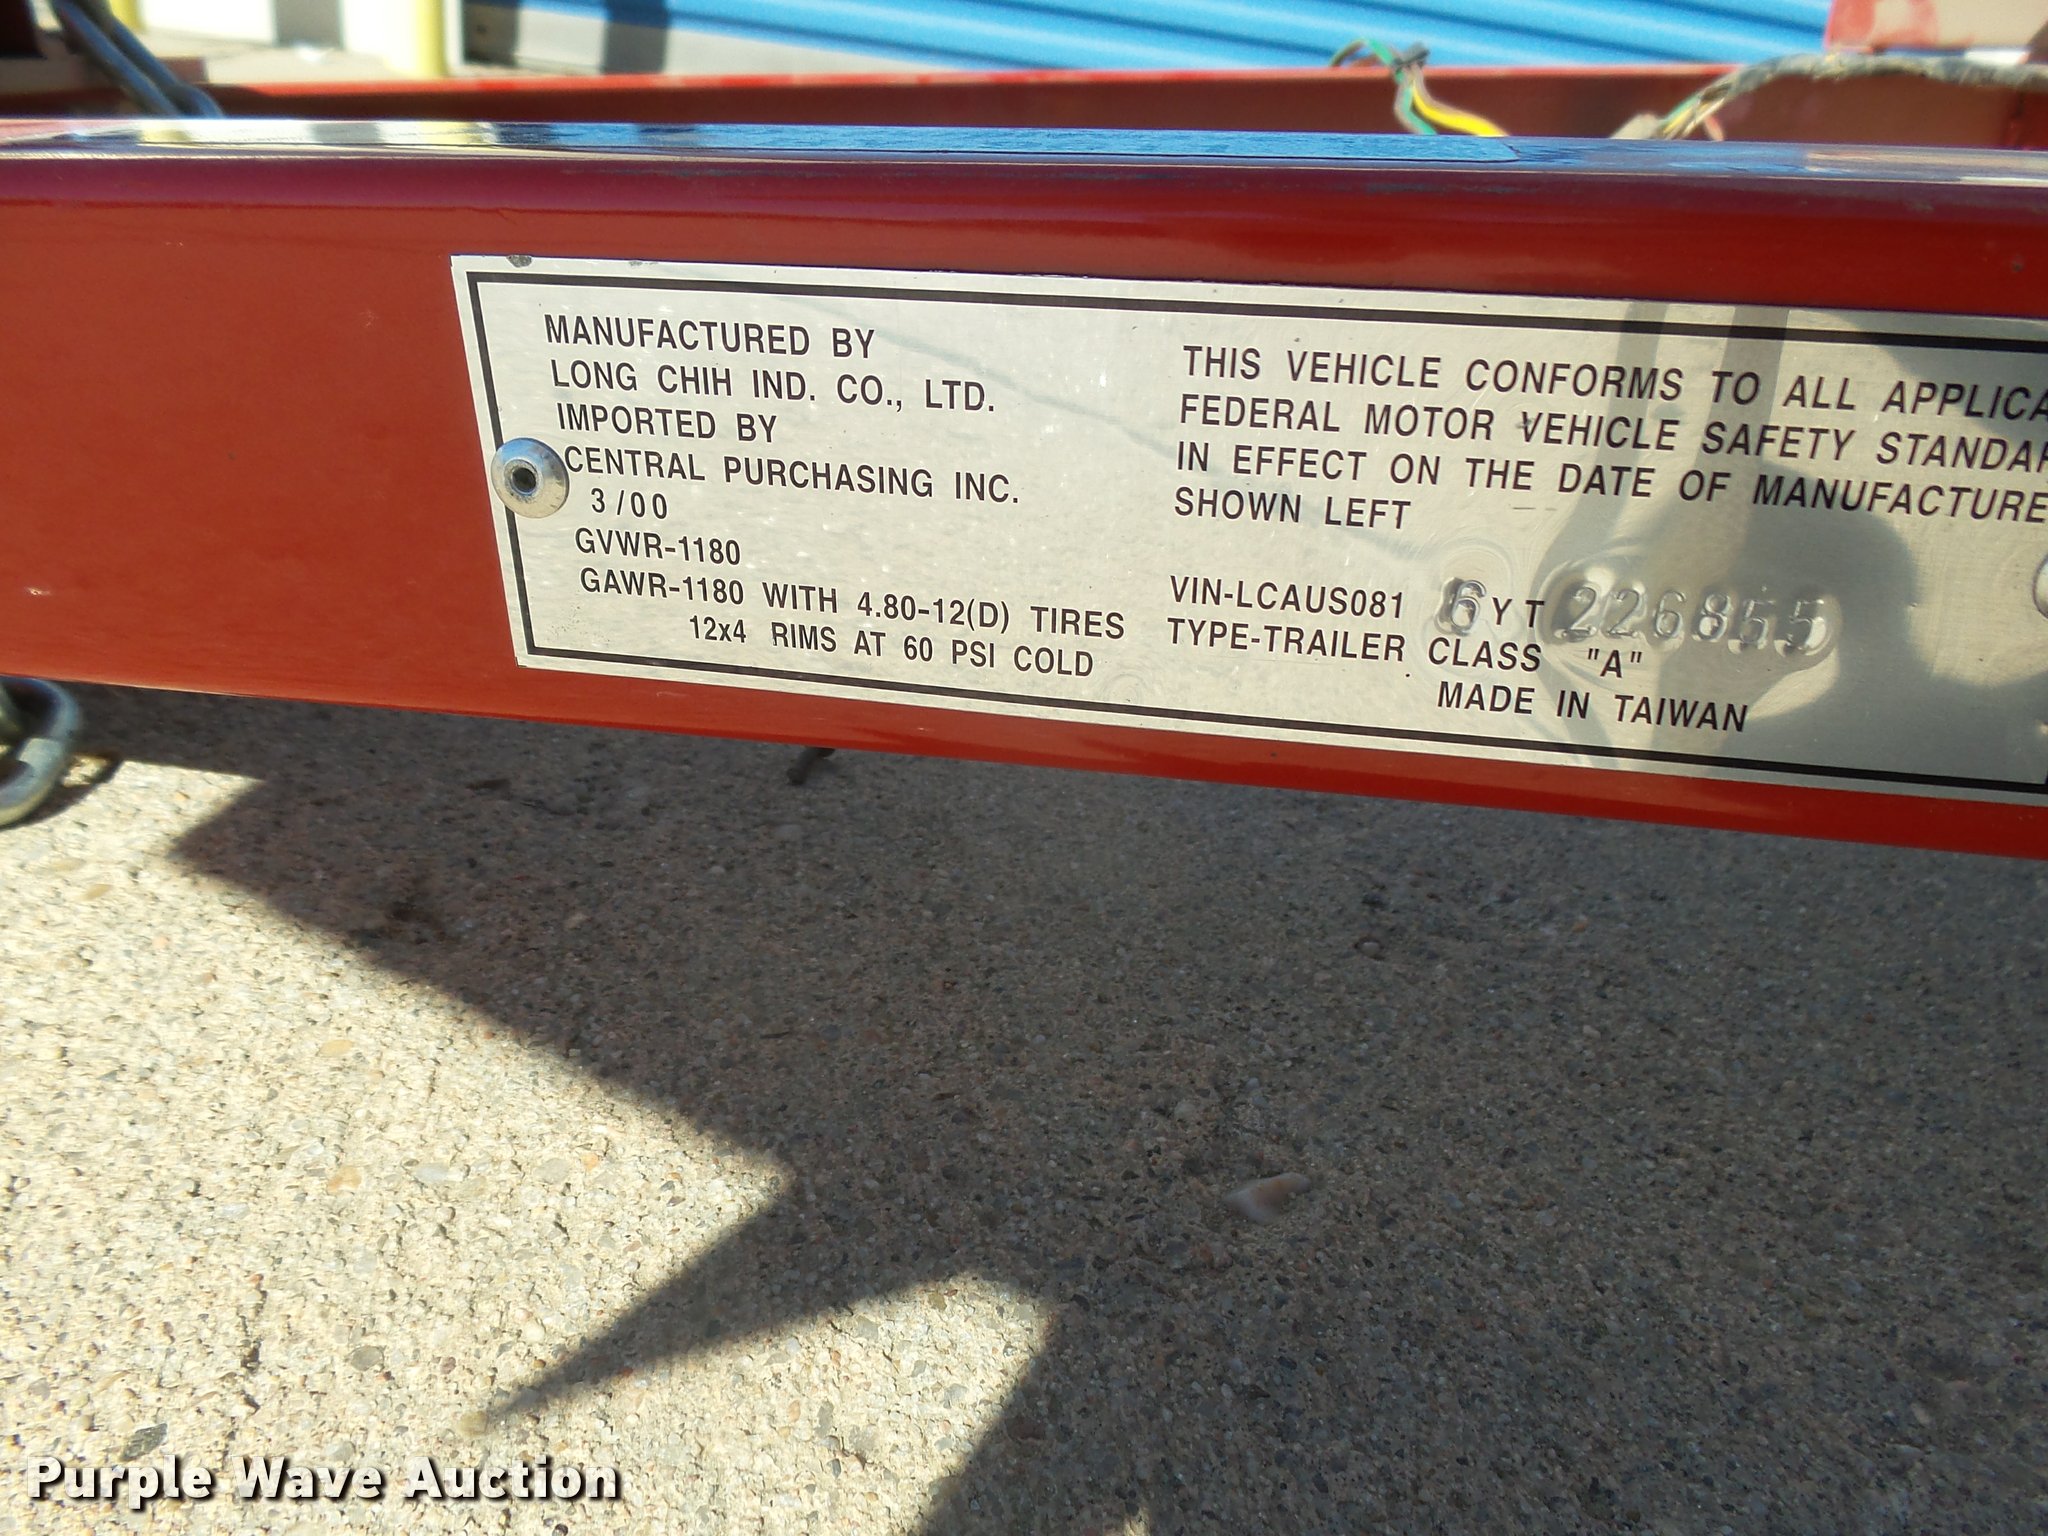 MANUFACTURED BY
LONG CHIH IND. CO., LTD.
IMPORTED BY
CENTRAL PURCHASING INC.
3/00
GVWR-1180
GAWR-1180 WITH 4.80-12(D) TIRES
12x4 RIMS AT 60 PSI COLD
THIS VEHICLE CONFORMS TO ALL APPLICA
FEDERAL MOTOR VEHICLE SAFETY STANDAR
IN EFFECT ON THE DATE OF MANUFACTURE
SHOWN LEFT
VIN-LCAUS081 6YT 226855
TYPE-TRAILER CLASS "A"
MADE IN TAIWAN
Purple Wave Auction